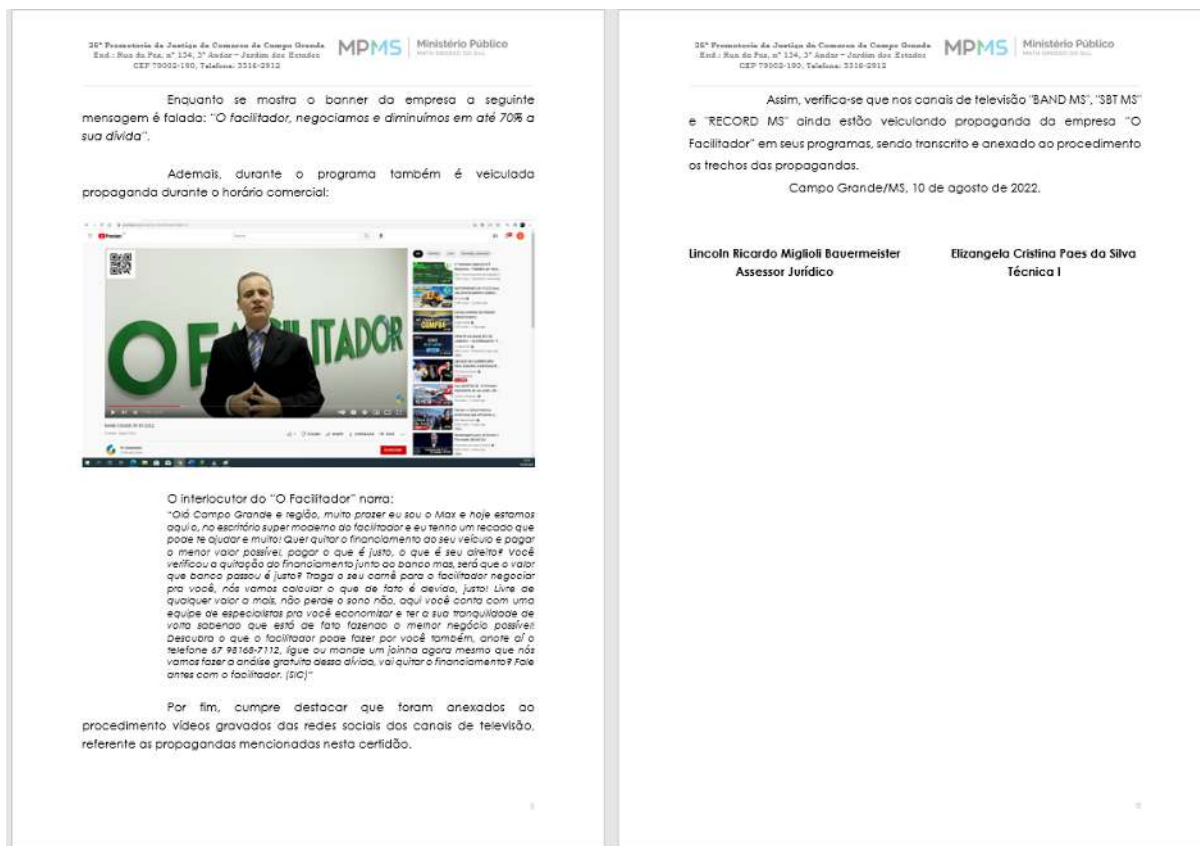 26ª Promotoria de Justiça da Comarca de Campo Grande
End.: Rua da Paz, nº 134, 3º Andar – Jardim dos Estados
CEP 79002-190, Telefone: 3316-2912
MPMS
Ministério Público
MATO GROSSO DO SUL
Enquanto se mostra o banner da empresa a seguinte
mensagem é falada: "O facilitador, negociamos e diminuímos em até 70% a
sua dívida".
Ademais, durante o programa também é veiculada
propaganda durante o horário comercial:
O FACILITADOR
COMPRA
O interlocutor do "O Facilitador" narra:
"Olá Campo Grande e região, muito prazer eu sou o Max e hoje estamos
aqui o, no escritório super moderno do facilitador e eu tenho um recado que
pode te ajudar e muito! Quer quitar o financiamento do seu veículo e pagar
o menor valor possível, pagar o que é justo, o que é seu direito? Você
verificou a quitação do financiamento junto ao banco mas, será que o valor
que banco passou é justo? Traga o seu carnê para o facilitador negociar
pra você, nós vamos calcular o que de fato é devido, justo! Livre de
qualquer valor a mais, não perde o sono não, aqui você conta com uma
equipe de especialistas pra você economizar e ter a sua tranquilidade de
volta sabendo que está de fato fazendo o melhor negócio possível!
Descubra o que o facilitador pode fazer por você também, anote aí o
telefone 67 98168-7112, ligue ou mande um joinha agora mesmo que nós
vamos fazer a análise gratuita dessa dívida, vai quitar o financiamento? Fale
antes com o facilitador. (SIC)"
Por fim, cumpre destacar que foram anexados ao
procedimento vídeos gravados das redes sociais dos canais de televisão,
referente as propagandas mencionadas nesta certidão.
26ª Promotoria de Justiça da Comarca de Campo Grande
End.: Rua da Paz, nº 134, 3º Andar – Jardim dos Estados
CEP 79002-190, Telefone: 3316-2912
MPMS
Ministério Público
MATO GROSSO DO SUL
Assim, verifica-se que nos canais de televisão "BAND MS", "SBT MS"
e "RECORD MS" ainda estão veiculando propaganda da empresa "O
Facilitador" em seus programas, sendo transcrito e anexado ao procedimento
os trechos das propagandas.
Campo Grande/MS, 10 de agosto de 2022.
Lincoln Ricardo Miglioli Bauermeister
Assessor Jurídico
Elizangela Cristina Paes da Silva
Técnica I